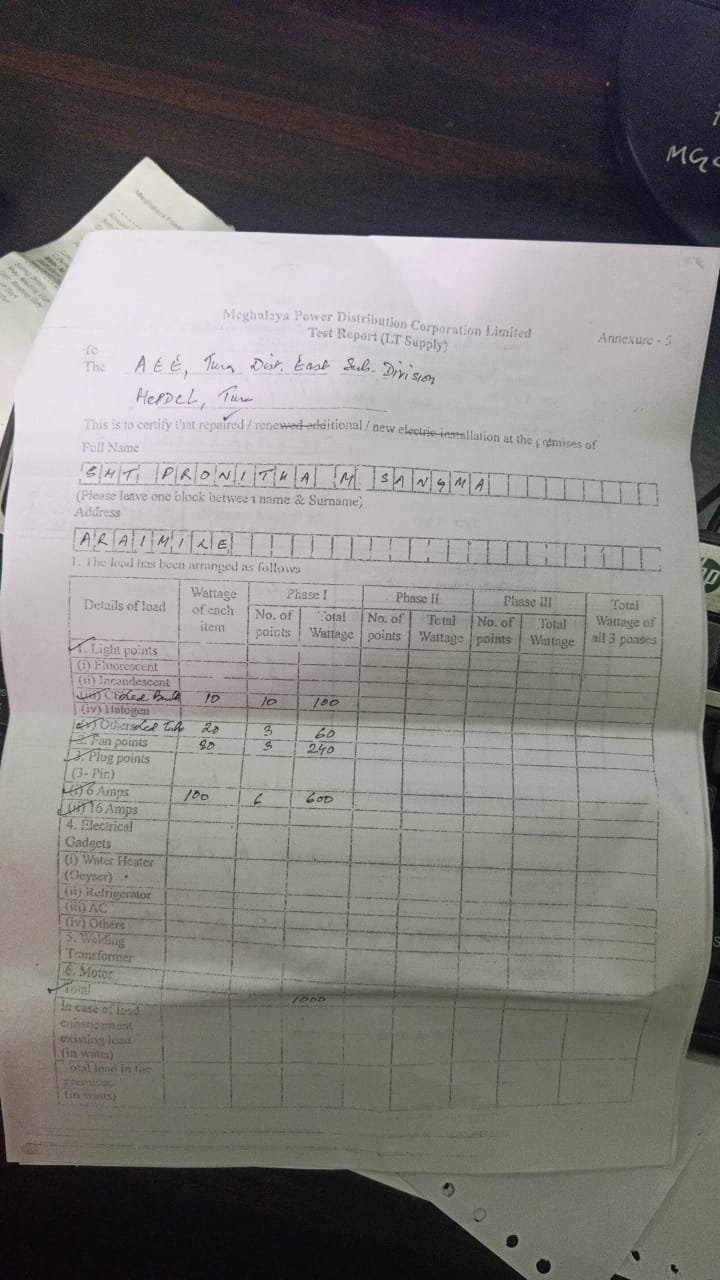 Meghalaya Power Distribution Corporation Limited
Test Report (LT Supply)
Annexure - 5
To
The AEE, Tura Dist. East Sub. Division
MePDCL, Tura
This is to certify that repaired / renewed additional / new electric installation at the premises of
Full Name
SMT PRONITHA M SANGMA
(Please leave one block between name & Surname)
Address
ARAIMILE
1. The load has been arranged as follows
Details of load Wattage of each item Phase I Phase II Phase III Total Wattage of all 3 phases
No. of points Total Wattage No. of points Total Wattage No. of points Total Wattage
1. Light points
(i) Fluorescent
(ii) Incandescent
(iii) Led Bulb 10 10 100
(iv) Halogen
(v) Others Led Tube 20 3 60
2. Fan points 80 3 240
3. Plug points
(3- Pin)
(i) 6 Amps 100 6 600
(ii) 16 Amps
4. Electrical
Gadgets
(i) Water Heater
(Geyser)
(ii) Refrigerator
(iii) AC
(iv) Others
5. Welding
Transformer
6. Motor
Total 1000
In case of load
enhancement
existing load
(in watts)
Total load in the
premises
(in watts)